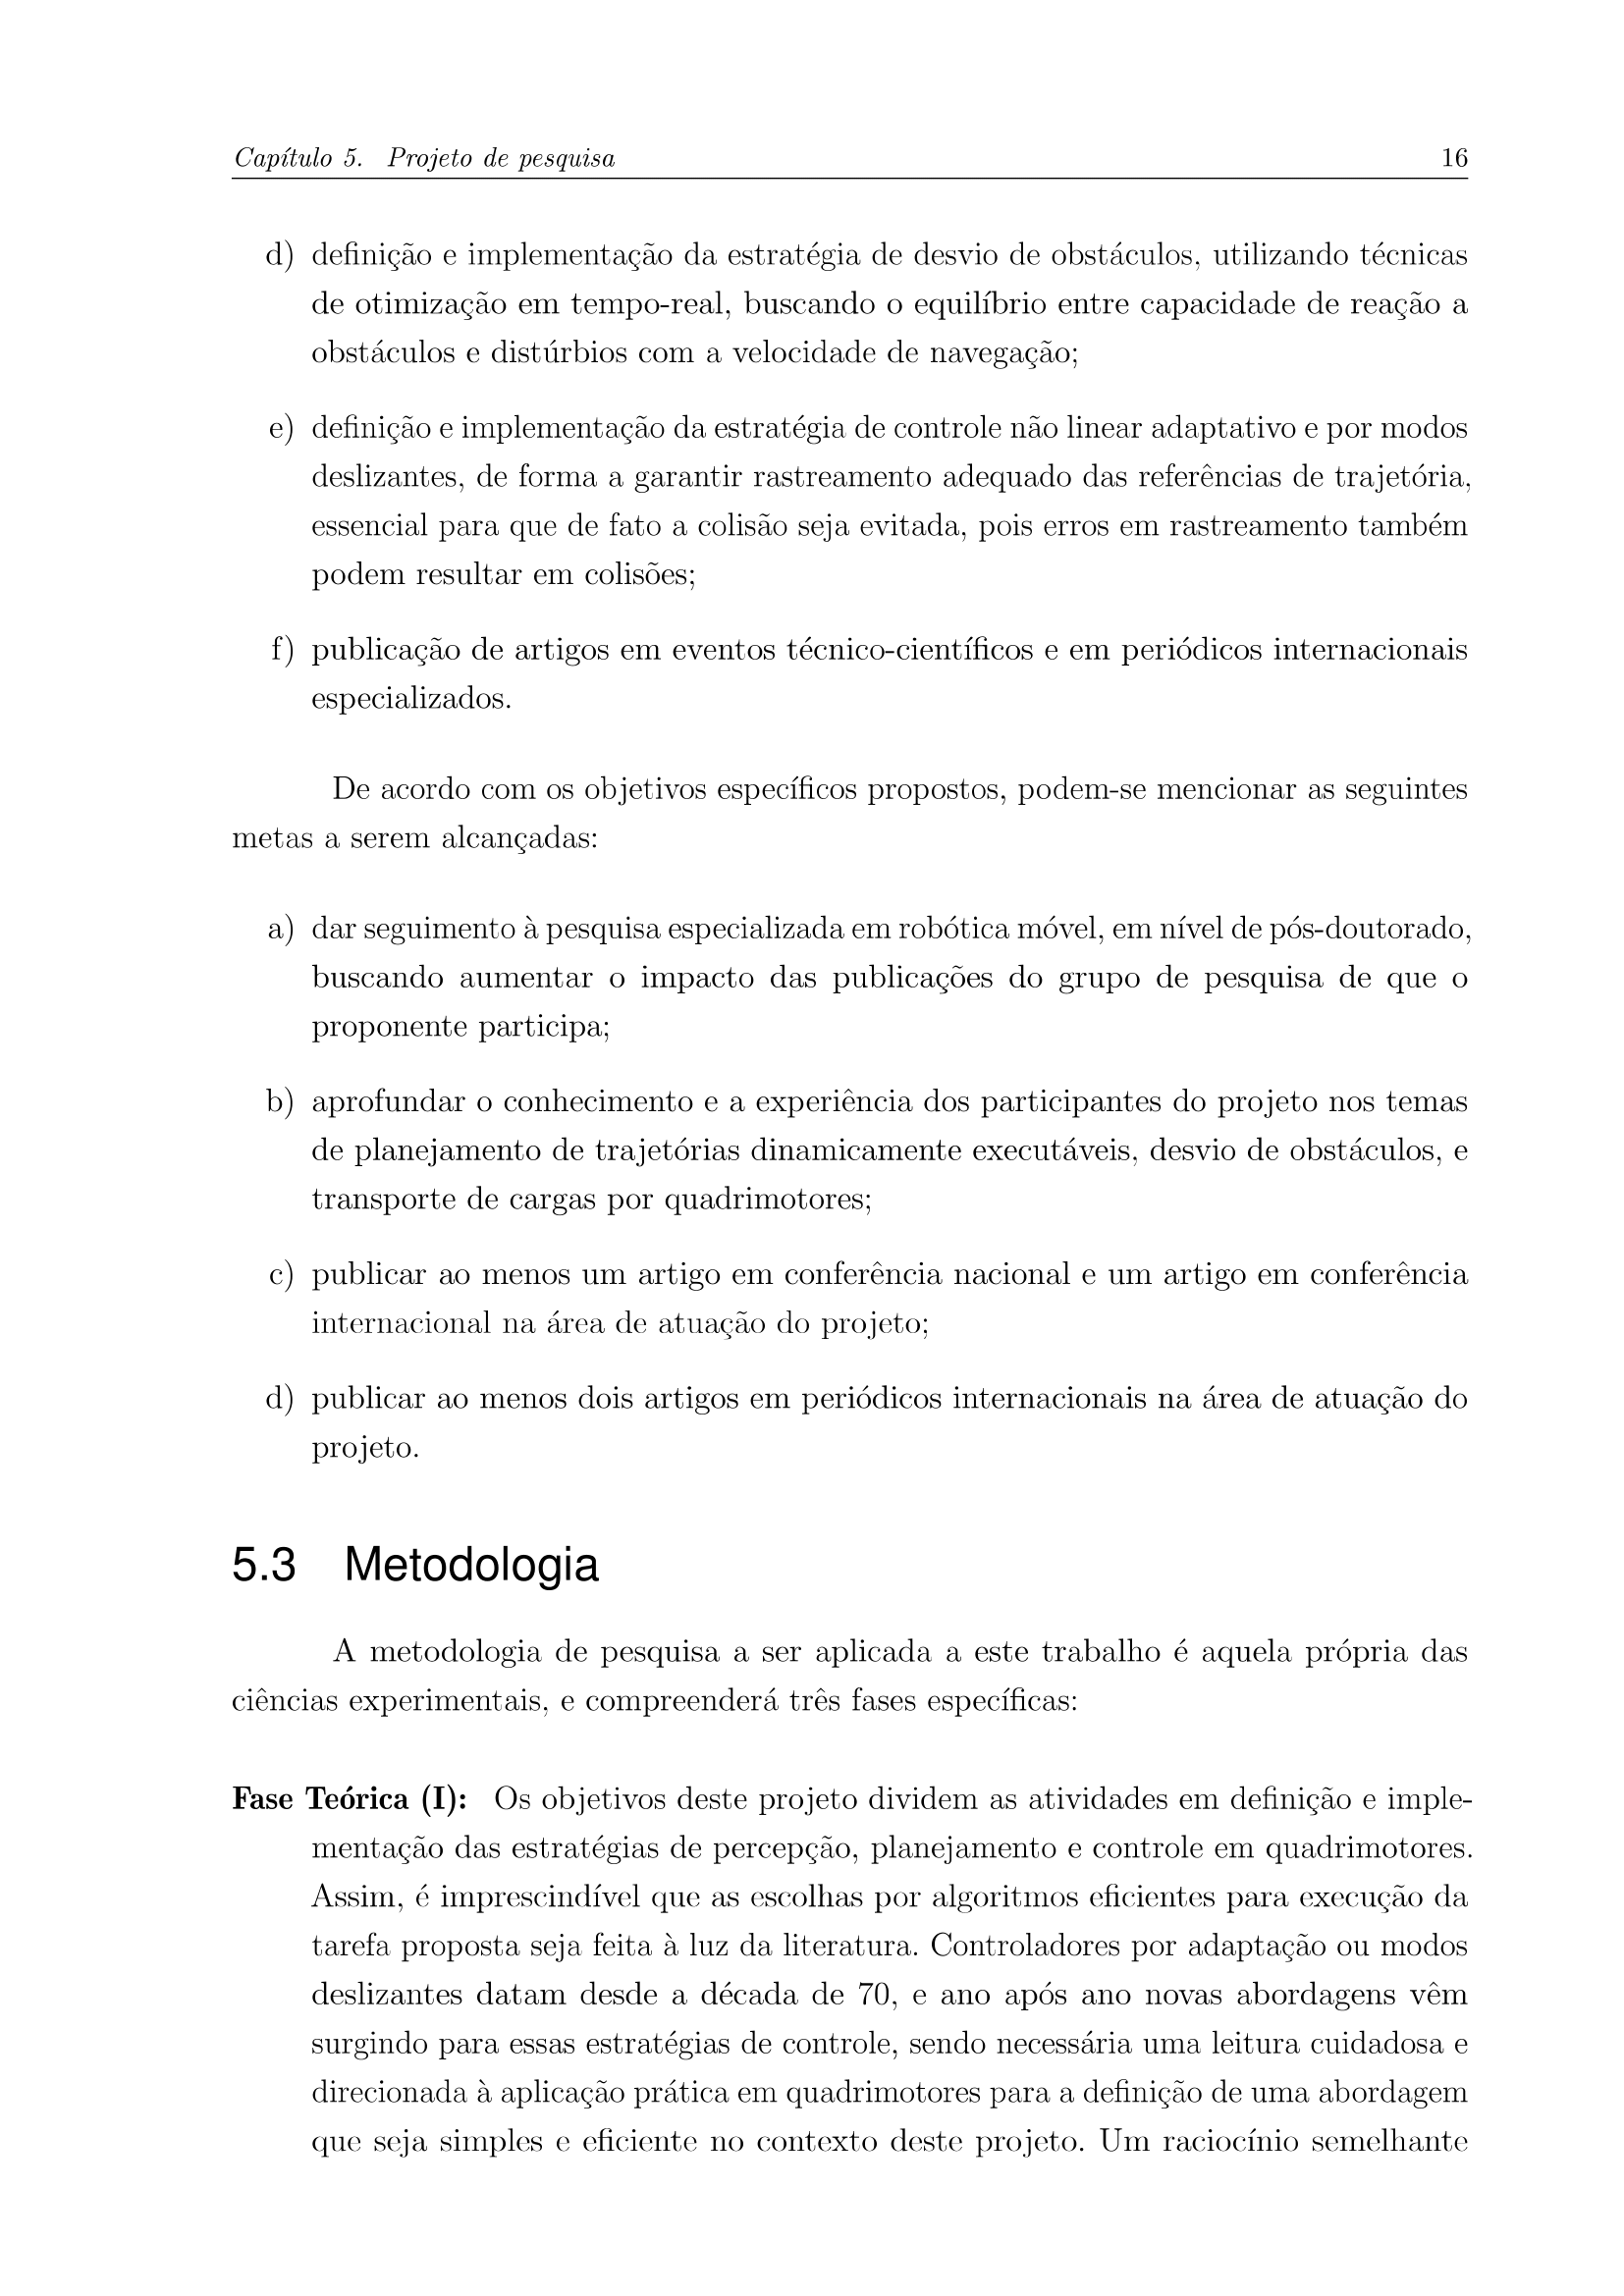 Capítulo 5. Projeto de pesquisa 16
d) definição e implementação da estratégia de desvio de obstáculos, utilizando técnicas
de otimização em tempo-real, buscando o equilíbrio entre capacidade de reação a
obstáculos e distúrbios com a velocidade de navegação;
e) definição e implementação da estratégia de controle não linear adaptativo e por modos
deslizantes, de forma a garantir rastreamento adequado das referências de trajetória,
essencial para que de fato a colisão seja evitada, pois erros em rastreamento também
podem resultar em colisões;
f) publicação de artigos em eventos técnico-científicos e em periódicos internacionais
especializados.
De acordo com os objetivos específicos propostos, podem-se mencionar as seguintes
metas a serem alcançadas:
a) dar seguimento à pesquisa especializada em robótica móvel, em nível de pós-doutorado,
buscando aumentar o impacto das publicações do grupo de pesquisa de que o
proponente participa;
b) aprofundar o conhecimento e a experiência dos participantes do projeto nos temas
de planejamento de trajetórias dinamicamente executáveis, desvio de obstáculos, e
transporte de cargas por quadrimotores;
c) publicar ao menos um artigo em conferência nacional e um artigo em conferência
internacional na área de atuação do projeto;
d) publicar ao menos dois artigos em periódicos internacionais na área de atuação do
projeto.
5.3 Metodologia
A metodologia de pesquisa a ser aplicada a este trabalho é aquela própria das
ciências experimentais, e compreenderá três fases específicas:
Fase Teórica (I): Os objetivos deste projeto dividem as atividades em definição e imple-
mentação das estratégias de percepção, planejamento e controle em quadrimotores.
Assim, é imprescindível que as escolhas por algoritmos eficientes para execução da
tarefa proposta seja feita à luz da literatura. Controladores por adaptação ou modos
deslizantes datam desde a década de 70, e ano após ano novas abordagens vêm
surgindo para essas estratégias de controle, sendo necessária uma leitura cuidadosa e
direcionada à aplicação prática em quadrimotores para a definição de uma abordagem
que seja simples e eficiente no contexto deste projeto. Um raciocínio semelhante